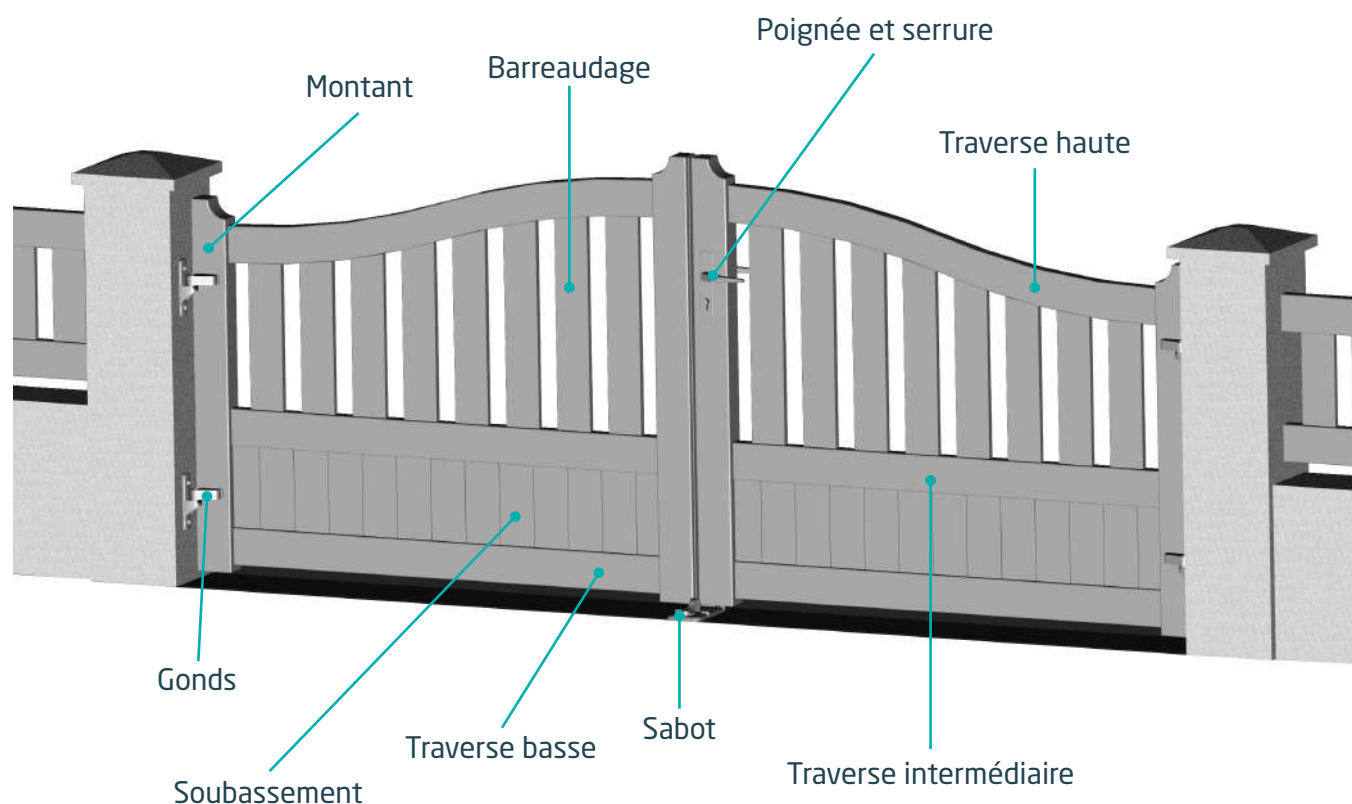 Poignée et serrure
Barreaudage
Montant
Traverse haute
Gonds
Sabot
Traverse basse
Traverse intermédiaire
Soubassement